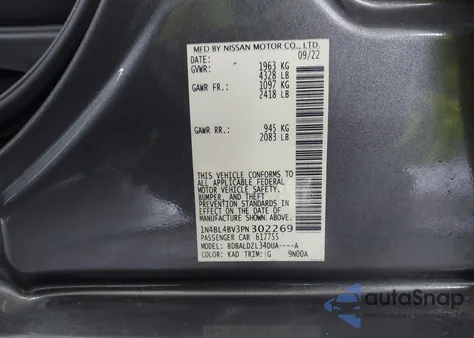 MFD BY NISSAN MOTOR CO., LTD.
DATE: 09/22
GVWR: 1963 KG
4328 LB
GAWR FR.: 1097 KG
2418 LB
GAWR RR.: 945 KG
2083 LB
THIS VEHICLE CONFORMS TO
ALL APPLICABLE FEDERAL
MOTOR VEHICLE SAFETY,
BUMPER, AND THEFT
PREVENTION STANDARDS IN
EFFECT ON THE DATE OF
MANUFACTURE SHOWN ABOVE.
1N4BL4BV3PN302269
PASSENGER CAR 617755
MODEL: BDBALDZL34DUA----A
COLOR: KAD TRIM: G 9N00A
autoSnap